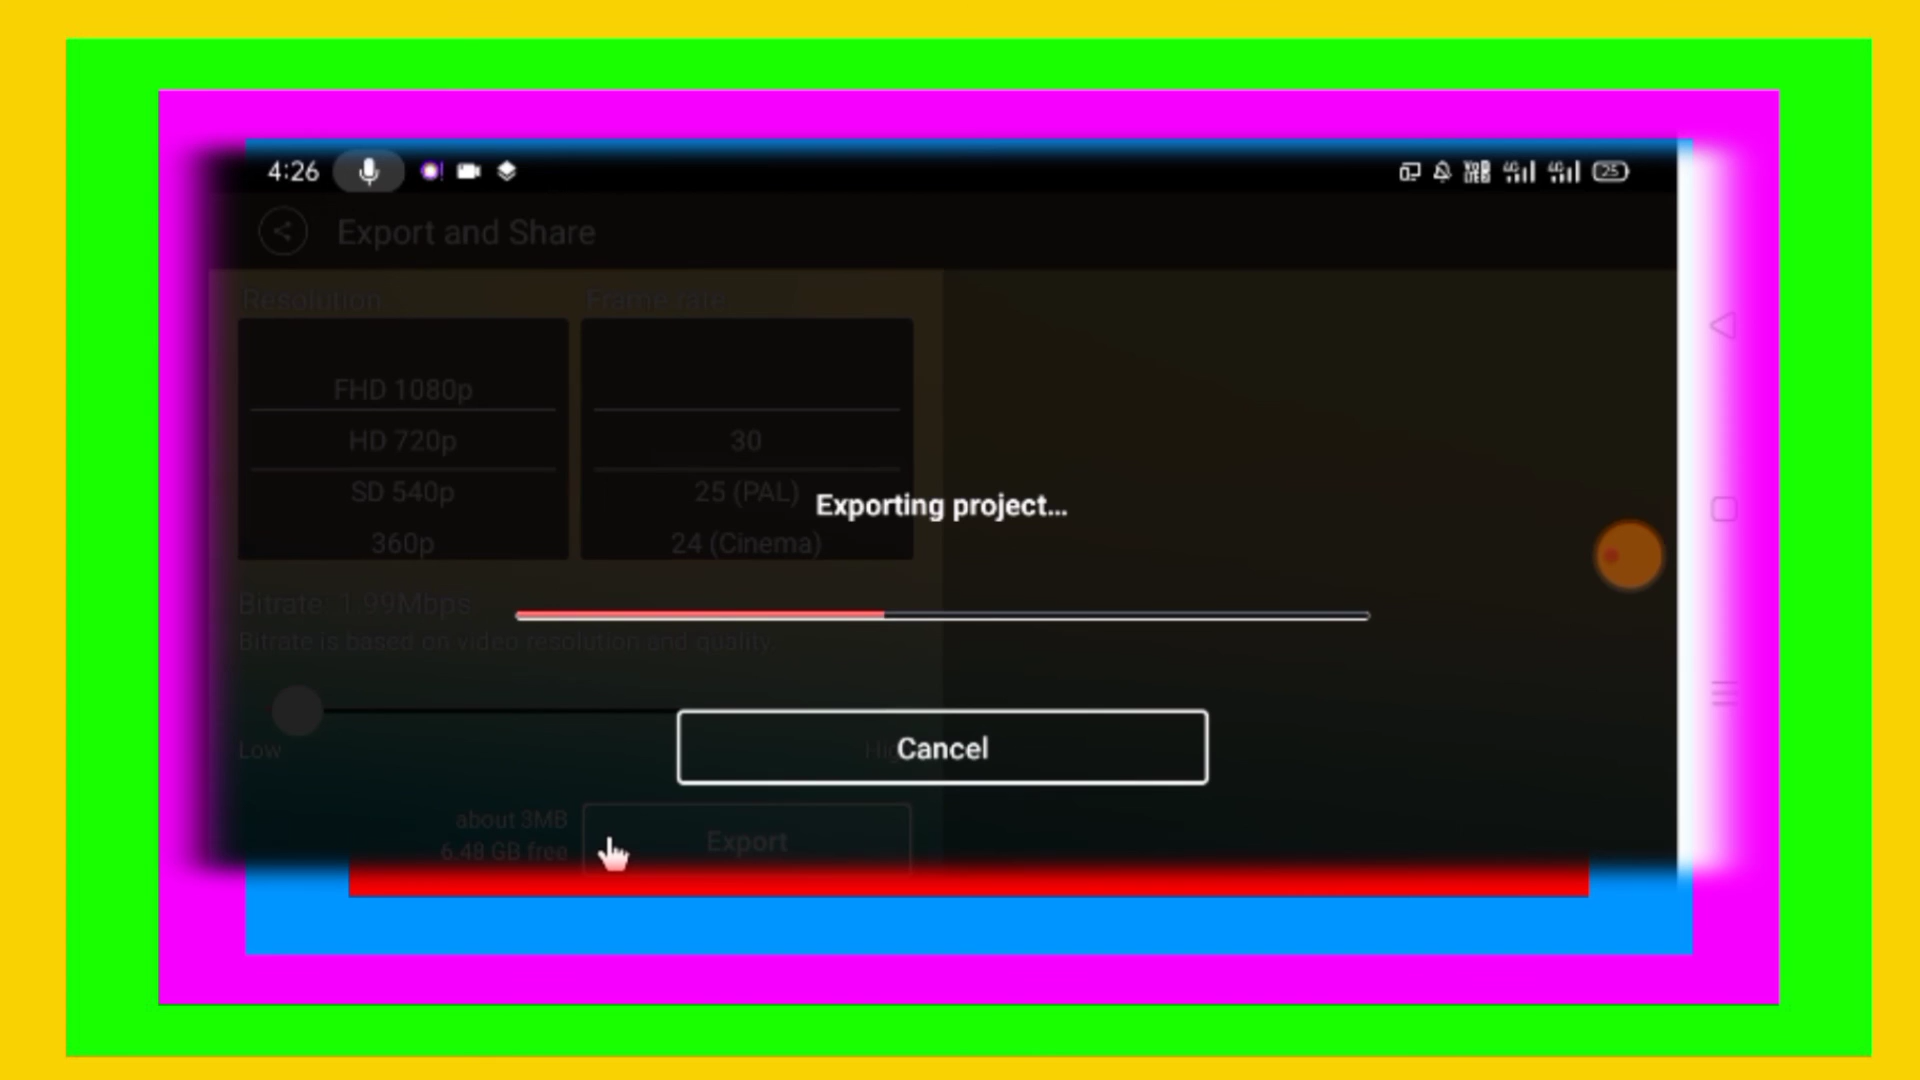 4:26
25
Export and Share
Resolution
Frame rate
FHD 1080p
HD 720p
30
SD 540p
25 (PAL)
Exporting project...
360p
24 (Cinema)
Bitrate: 1.99Mbps
Bitrate is based on video resolution and quality.
Low
Cancel
about 3MB
6.48 GB free
Export